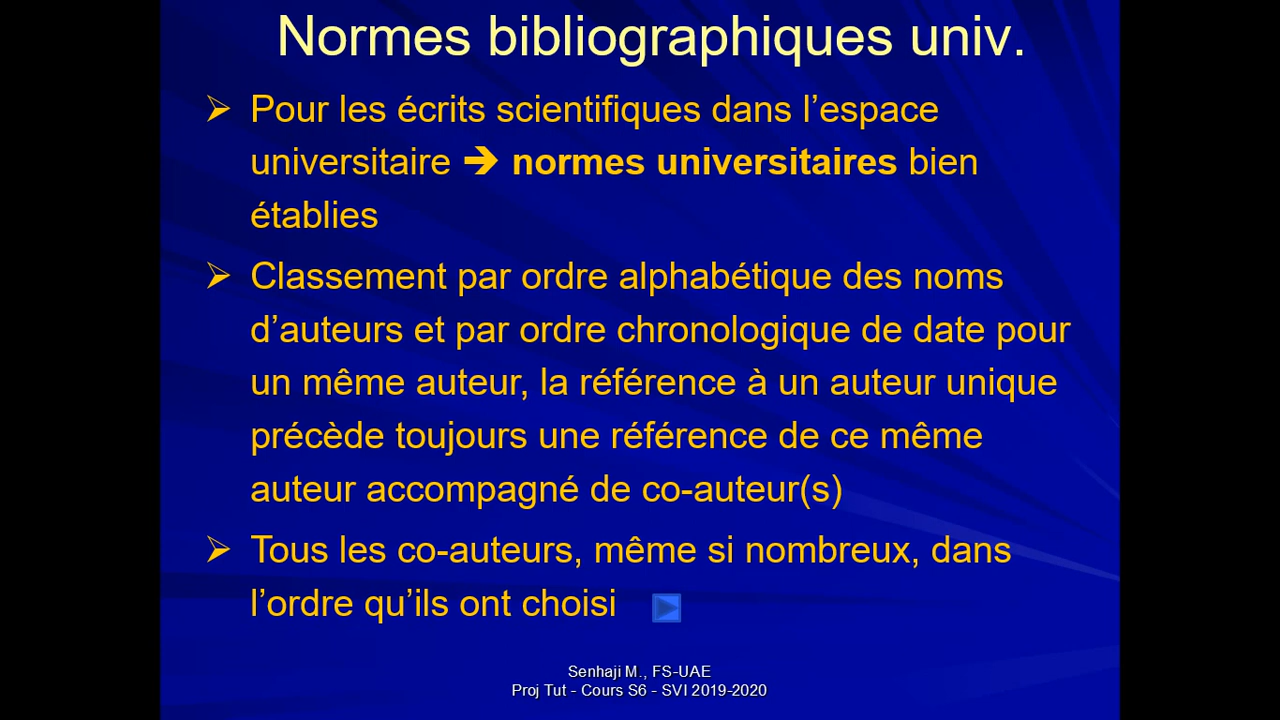 Normes bibliographiques univ.
➢ Pour les écrits scientifiques dans l’espace
universitaire ➔ normes universitaires bien
établies
➢ Classement par ordre alphabétique des noms
d’auteurs et par ordre chronologique de date pour
un même auteur, la référence à un auteur unique
précède toujours une référence de ce même
auteur accompagné de co-auteur(s)
➢ Tous les co-auteurs, même si nombreux, dans
l’ordre qu’ils ont choisi
Senhaji M., FS-UAE
Proj Tut - Cours S6 - SVI 2019-2020